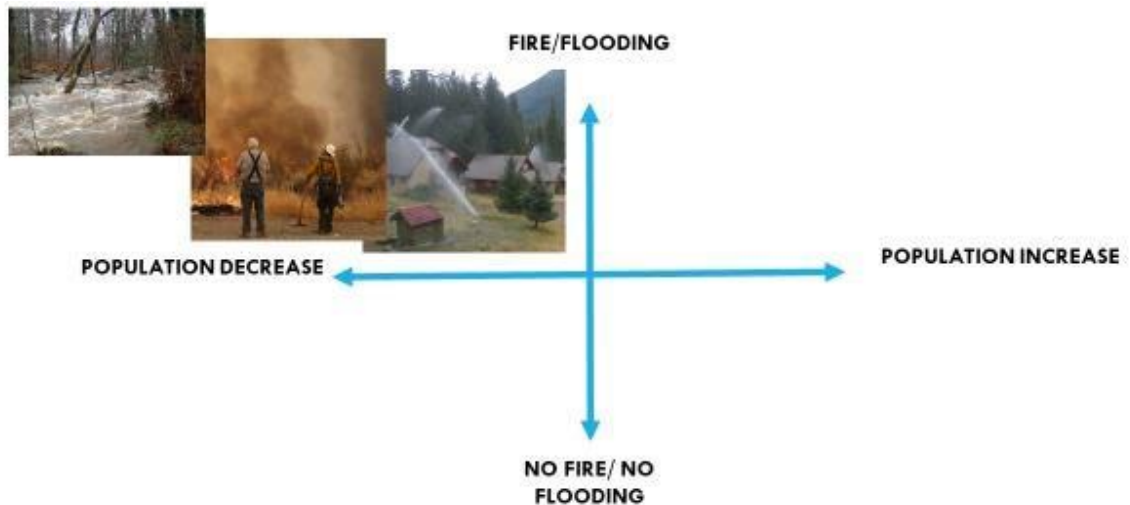 FIRE/FLOODING
POPULATION DECREASE
POPULATION INCREASE
NO FIRE/ NO
FLOODING